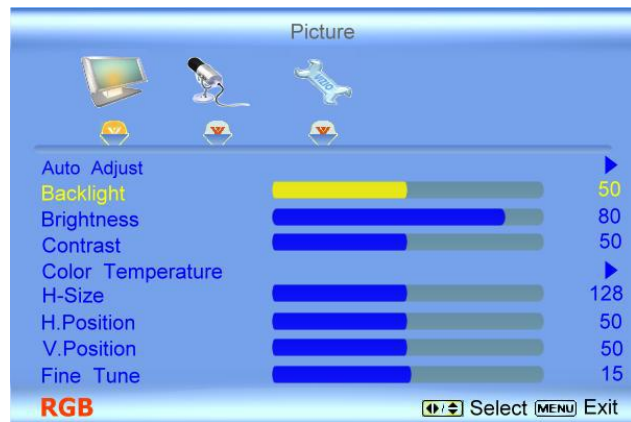 Picture
VIZIO
Auto Adjust
Backlight 50
Brightness 80
Contrast 50
Color Temperature
H-Size 128
H.Position 50
V.Position 50
Fine Tune 15
RGB Select MENU Exit